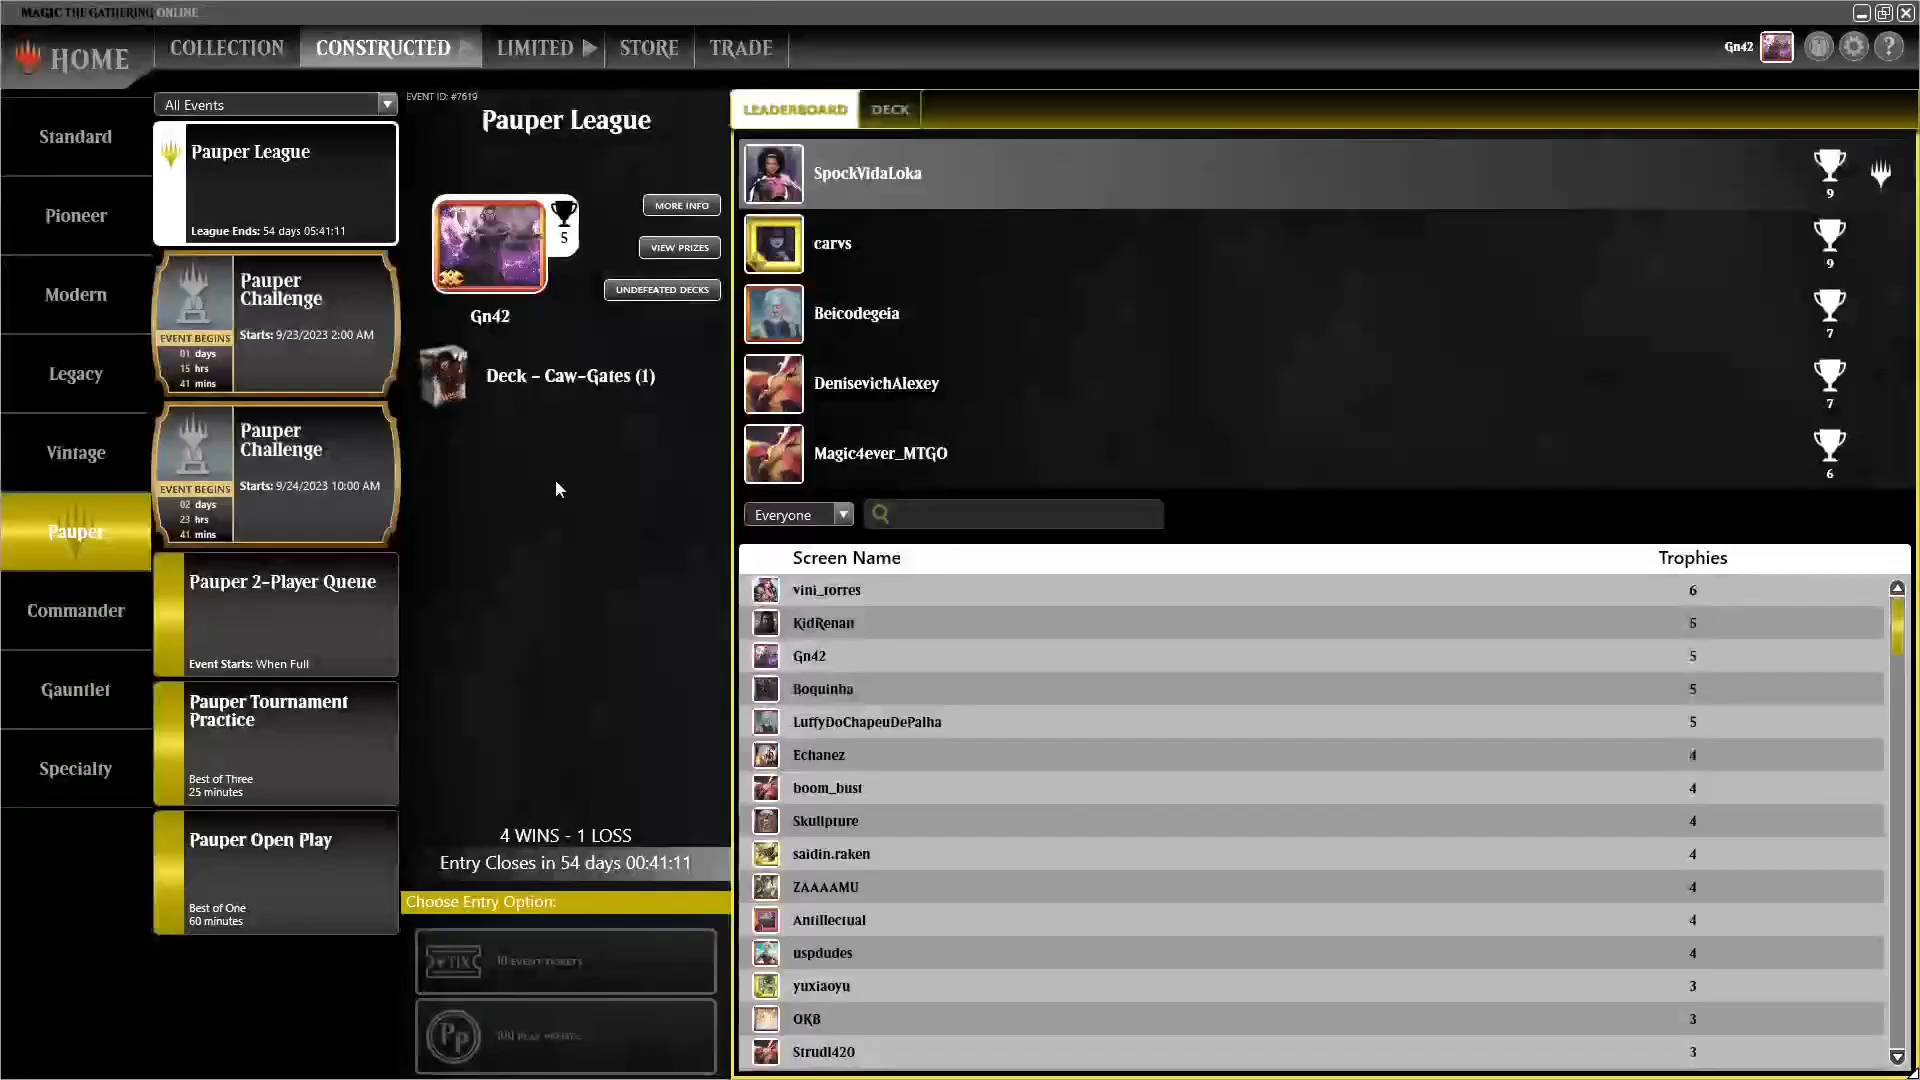 MAGIC THE GATHERING ONLINE
HOME
COLLECTION
CONSTRUCTED
LIMITED
STORE
TRADE
Gn42
?
Standard
Pioneer
Modern
Legacy
Vintage
Pauper
Commander
Gauntlet
Specialty
All Events
Pauper League
League Ends: 54 days 05:41:11
Pauper
Challenge
Starts: 9/23/2023 2:00 AM
EVENT BEGINS
01 days
15 hrs
41 mins
Pauper
Challenge
Starts: 9/24/2023 10:00 AM
EVENT BEGINS
02 days
23 hrs
41 mins
Pauper 2-Player Queue
Event Starts: When Full
Pauper Tournament
Practice
Best of Three
25 minutes
Pauper Open Play
Best of One
60 minutes
EVENT ID: #7619
Pauper League
5
MORE INFO
VIEW PRIZES
UNDEFEATED DECKS
Gn42
Deck - Caw-Gates (1)
4 WINS - 1 LOSS
Entry Closes in 54 days 00:41:11
Choose Entry Option:
TIX
10 EVENT TICKETS
PP
PLAY POINTS
LEADERBOARD
DECK
SpockVidaLoka
9
carvs
9
Beicodegeia
7
DenisevichAlexey
7
Magic4ever_MTGO
6
Everyone
Screen Name Trophies
vini_torres 6
KidRenan 5
Gn42 5
Boquinha 5
LuffyDoChapeuDePalha 5
Echanez 4
boom_bust 4
Skullpture 4
saidin.raken 4
ZAAAAMU 4
Antillectual 4
uspdudes 4
yuxiaoyu 3
OKB 3
Strudl420 3